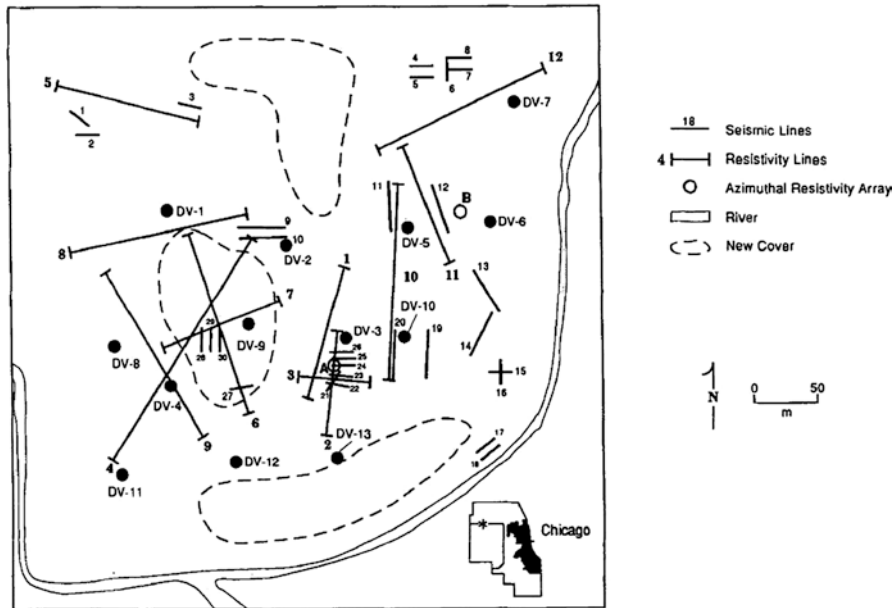 12
8
4
5
7
5
6
DV-7
3
1
2
18
Seismic Lines
4
Resistivity Lines
Azimuthal Resistivity Array
River
New Cover
11
12
B
DV-1
DV-6
9
DV-5
10
DV-2
8
1
10
11
13
7
DV-10
29
DV-3
20
19
DV-9
14
DV-8
26
25
A
24
28
30
3
23
15
22
21
16
DV-4
27
6
9
2
17
DV-13
4
18
DV-12
DV-11
N
0
50
m
Chicago